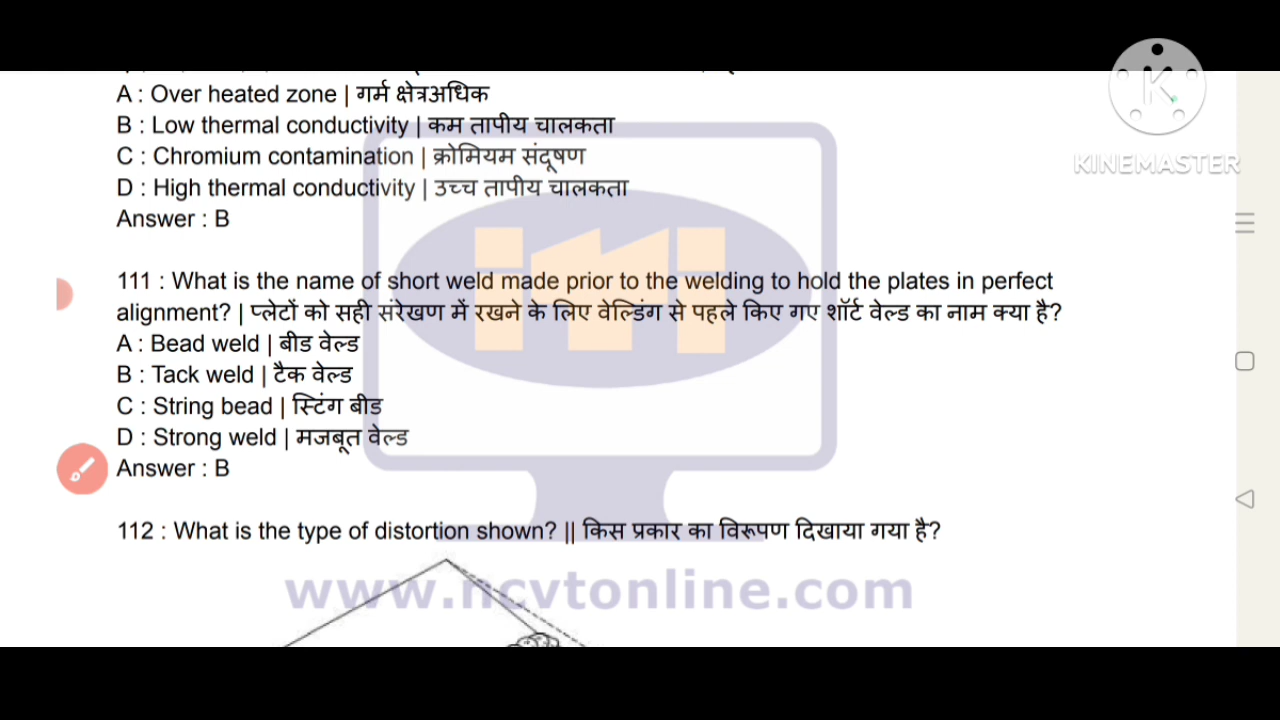 A : Over heated zone | गर्म क्षेत्रअधिक
B : Low thermal conductivity | कम तापीय चालकता
C : Chromium contamination | क्रोमियम संदूषण
D : High thermal conductivity | उच्च तापीय चालकता
Answer : B
111 : What is the name of short weld made prior to the welding to hold the plates in perfect
alignment? | प्लेटों को सही संरेखण में रखने के लिए वेल्डिंग से पहले किए गए शॉर्ट वेल्ड का नाम क्या है?
A : Bead weld | बीड वेल्ड
B : Tack weld | टैक वेल्ड
C : String bead | स्टिंग बीड
D : Strong weld | मजबूत वेल्ड
Answer : B
112 : What is the type of distortion shown? || किस प्रकार का विरूपण दिखाया गया है?
www.ncvtonline.com
iTi
K
KINEMASTER